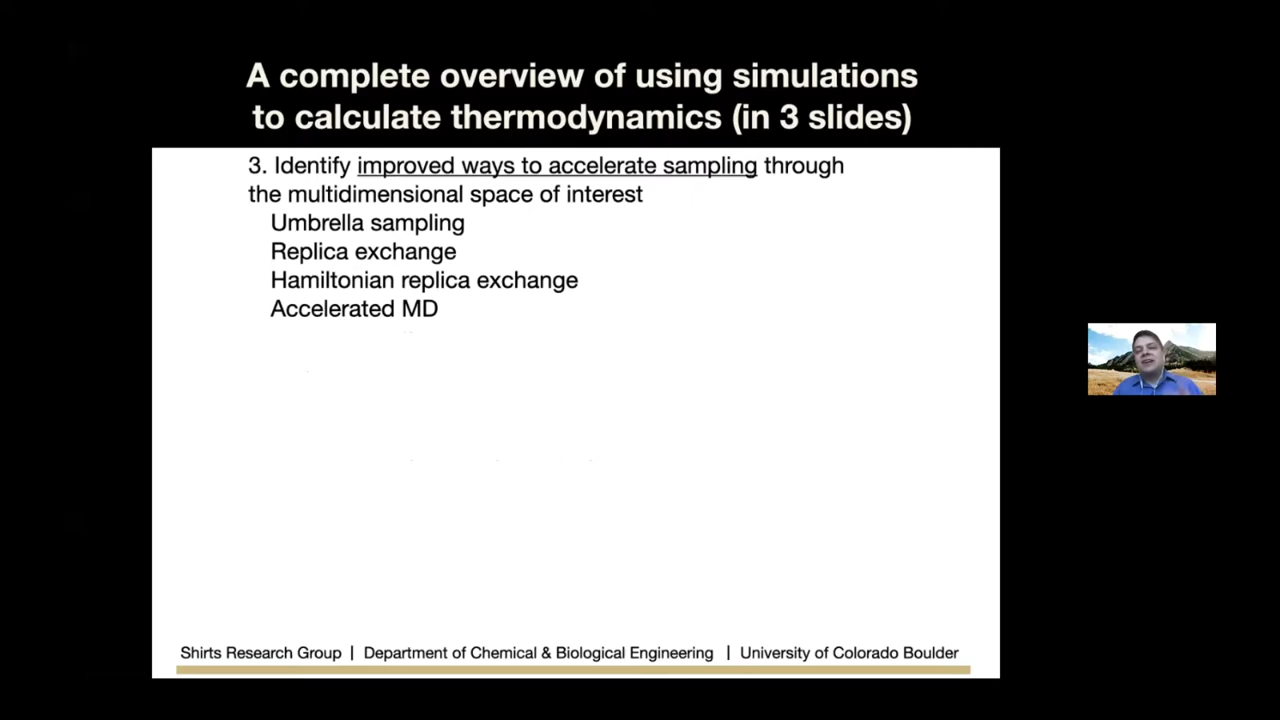 A complete overview of using simulations
to calculate thermodynamics (in 3 slides)
3. Identify improved ways to accelerate sampling through
the multidimensional space of interest
Umbrella sampling
Replica exchange
Hamiltonian replica exchange
Accelerated MD
Shirts Research Group | Department of Chemical & Biological Engineering | University of Colorado Boulder